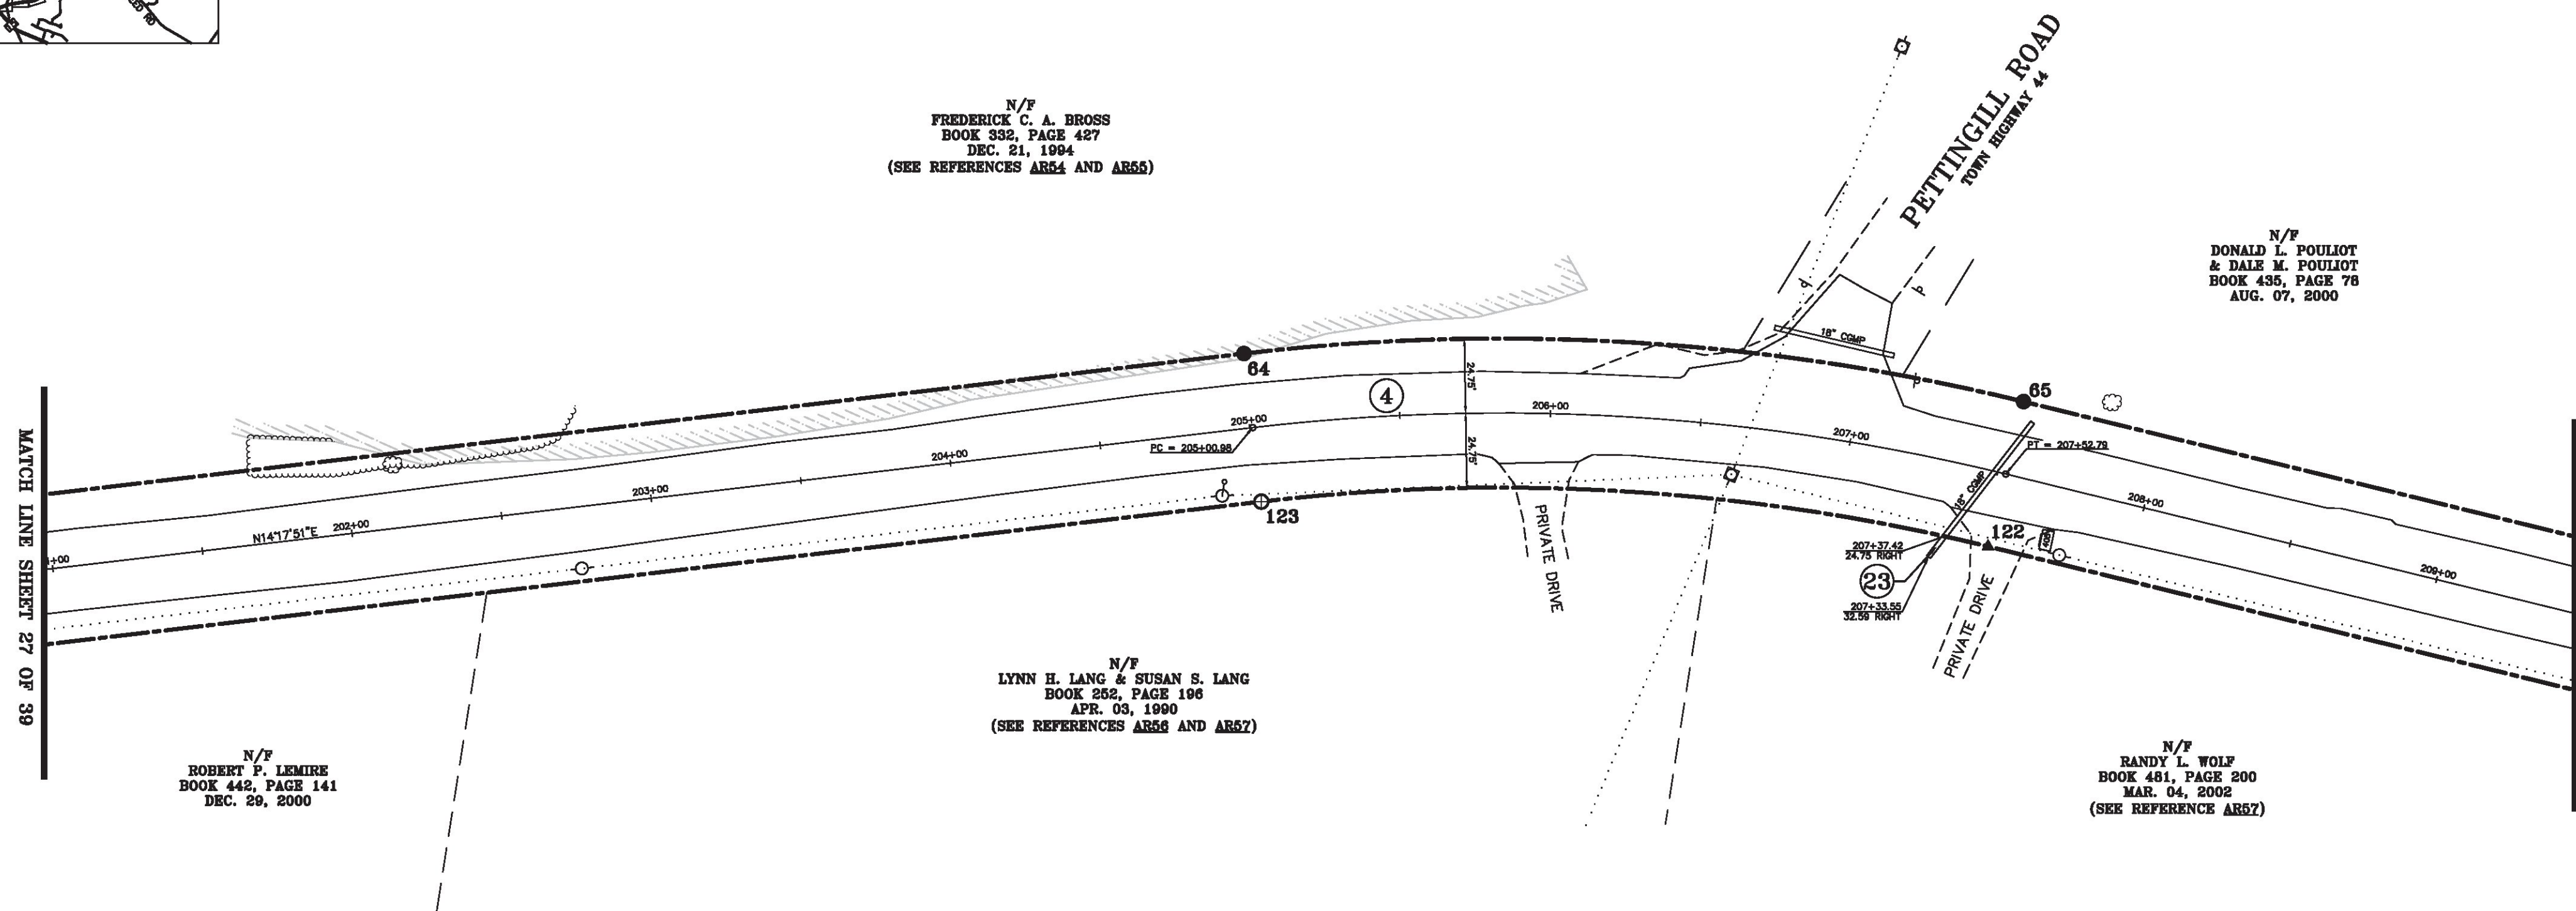 N/F
FREDERICK C. A. BROSS
BOOK 332, PAGE 427
DEC. 21, 1994
(SEE REFERENCES AR54 AND AR55)
PETTINGILL ROAD
TOWN HIGHWAY 44
N/F
DONALD L. POULIOT
& DALE M. POULIOT
BOOK 435, PAGE 78
AUG. 07, 2000
18" CGMP
64
65
4
24.75'
24.75'
MATCH LINE SHEET 27 OF 39
+00
N14°17'51"E
202+00
203+00
204+00
205+00
PC = 205+00.98
206+00
207+00
PT = 207+52.79
208+00
209+00
123
122
18" CGMP
PRIVATE DRIVE
207+37.42
24.75 RIGHT
23
207+33.55
32.59 RIGHT
PRIVATE DRIVE
N/F
LYNN H. LANG & SUSAN S. LANG
BOOK 252, PAGE 196
APR. 03, 1990
(SEE REFERENCES AR56 AND AR57)
N/F
ROBERT P. LEMIRE
BOOK 442, PAGE 141
DEC. 29, 2000
N/F
RANDY L. WOLF
BOOK 481, PAGE 200
MAR. 04, 2002
(SEE REFERENCE AR57)